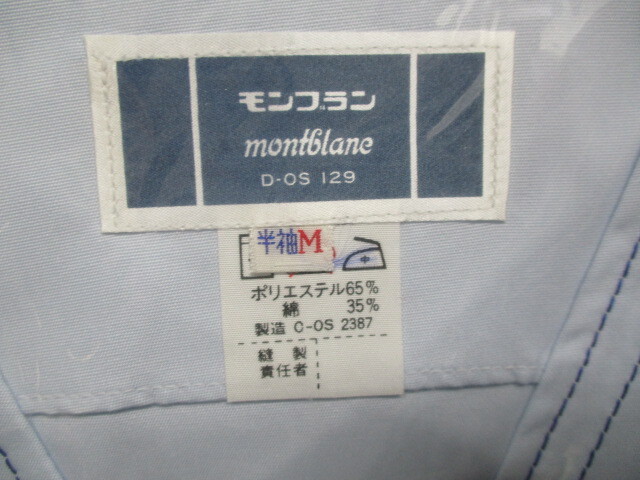 モンブラン
montblanc
D-OS 129
半袖M
中
ポリエステル65%
綿 35%
製造 C-OS 2387
縫製
責任者